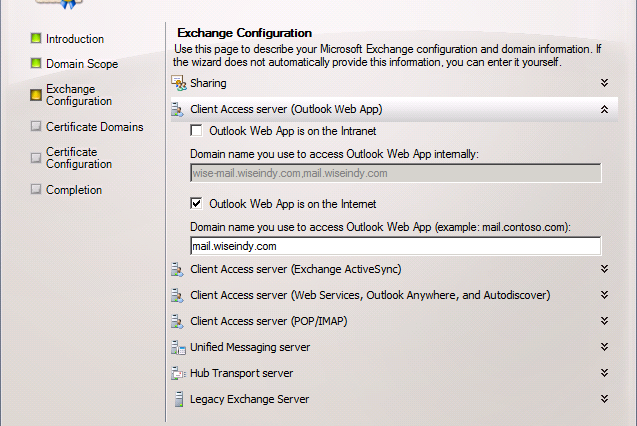 Exchange Configuration
Use this page to describe your Microsoft Exchange configuration and domain information. If
the wizard does not automatically provide this information, you can enter it yourself.
Introduction
Domain Scope
Exchange
Configuration
Certificate Domains
Certificate
Configuration
Completion
Sharing
Client Access server (Outlook Web App)
Outlook Web App is on the Intranet
Domain name you use to access Outlook Web App internally:
wise-mail.wiseindy.com,mail.wiseindy.com
Outlook Web App is on the Internet
Domain name you use to access Outlook Web App (example: mail.contoso.com):
mail.wiseindy.com
Client Access server (Exchange ActiveSync)
Client Access server (Web Services, Outlook Anywhere, and Autodiscover)
Client Access server (POP/IMAP)
Unified Messaging server
Hub Transport server
Legacy Exchange Server